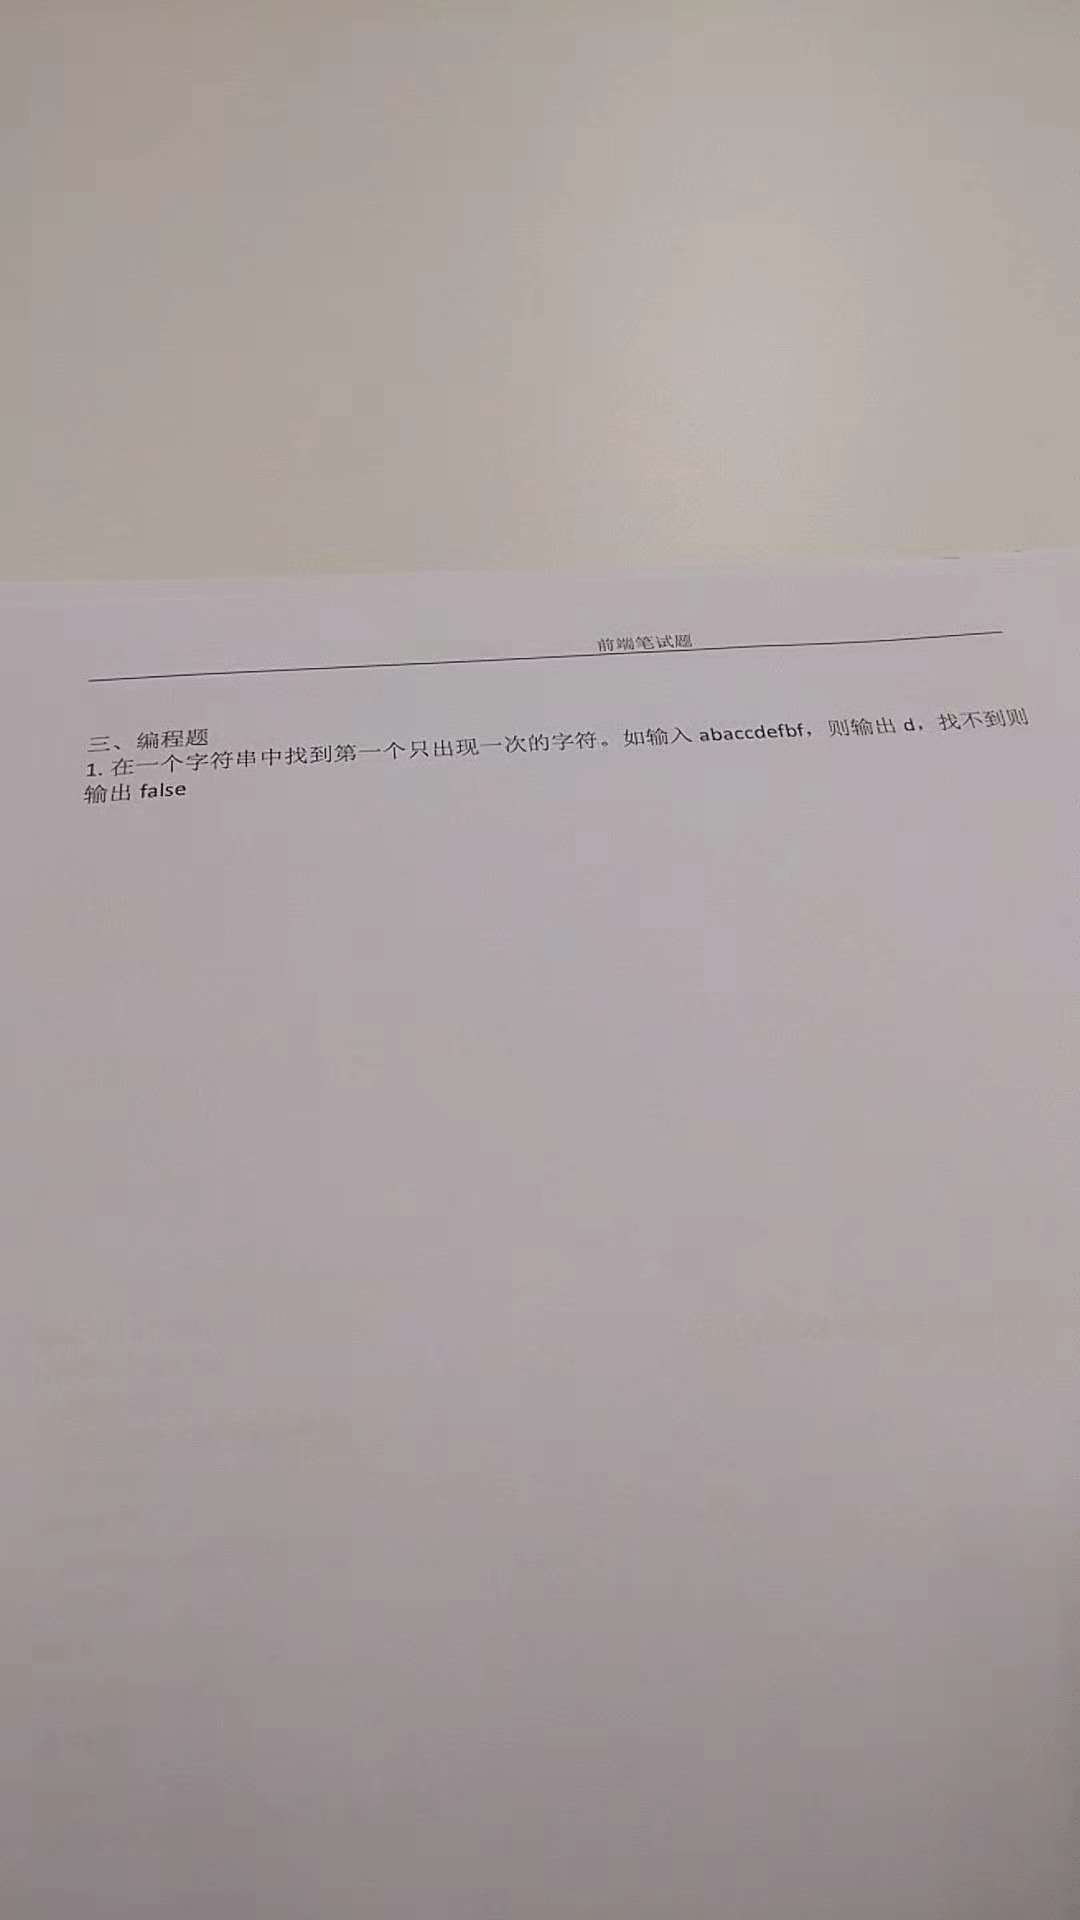 前端笔试题
三、编程题
1. 在一个字符串中找到第一个只出现一次的字符。如输入 abaccdefbf，则输出 d，找不到则
输出 false